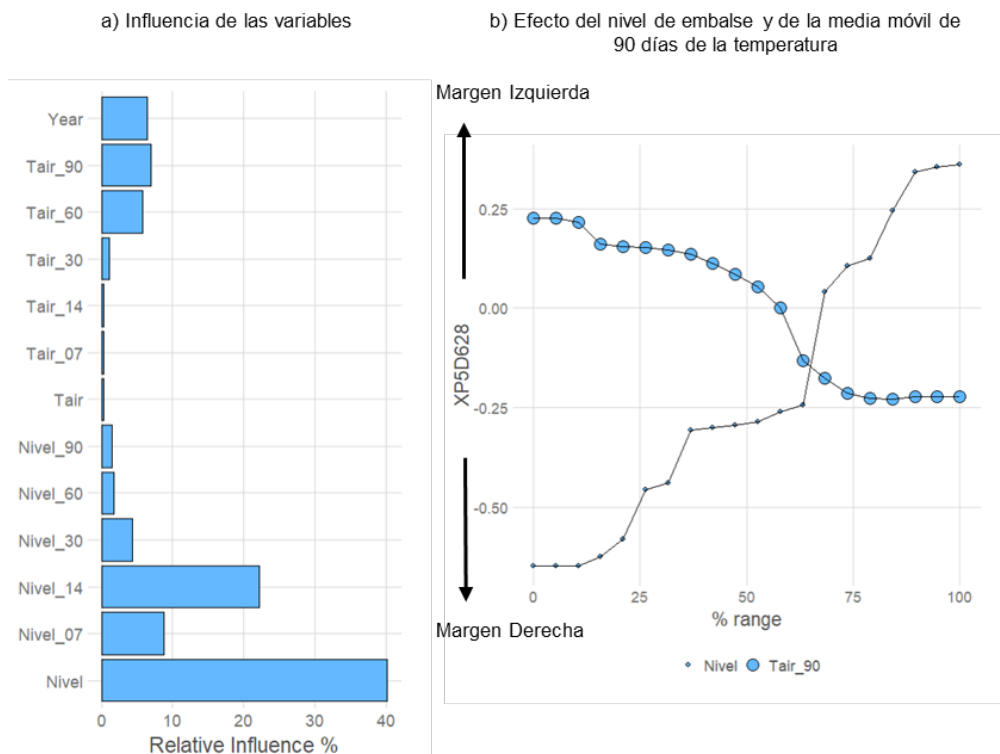 a) Influencia de las variables
b) Efecto del nivel de embalse y de la media móvil de
90 días de la temperatura
Year
Tair_90
Tair_60
Tair_30
Tair_14
Tair_07
Tair
Nivel_90
Nivel_60
Nivel_30
Nivel_14
Nivel_07
Nivel
0 10 20 30 40
Relative Influence %
Margen Izquierda
0.25
0.00
-0.25
-0.50
XP5D628
0 25 50 75 100
% range
Margen Derecha
Nivel Tair_90